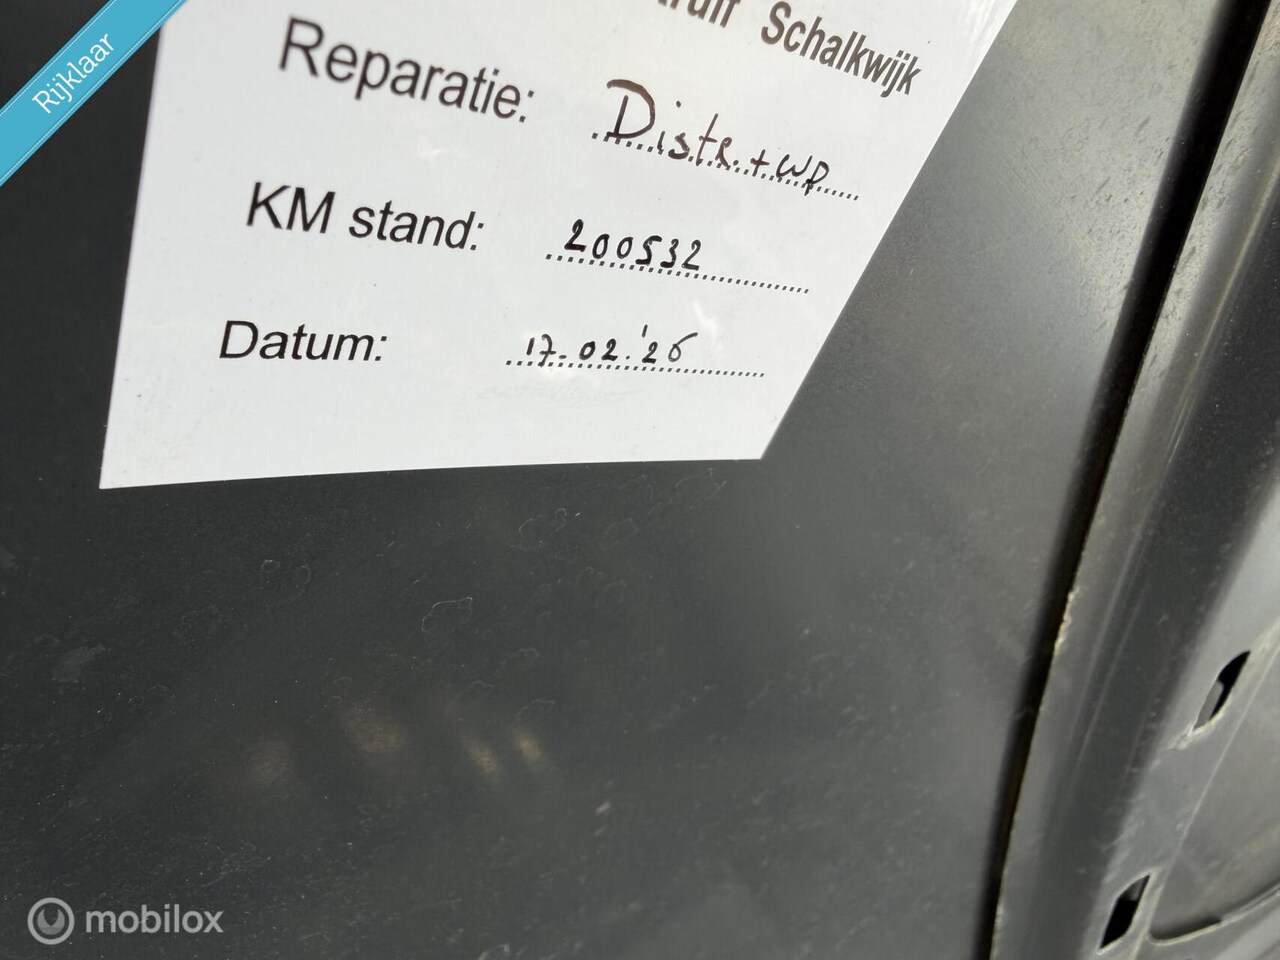 Rijklaar
Schalkwijk
Reparatie: Distr. + WP
KM stand: 200532
Datum: 17-02.'26
mobilox